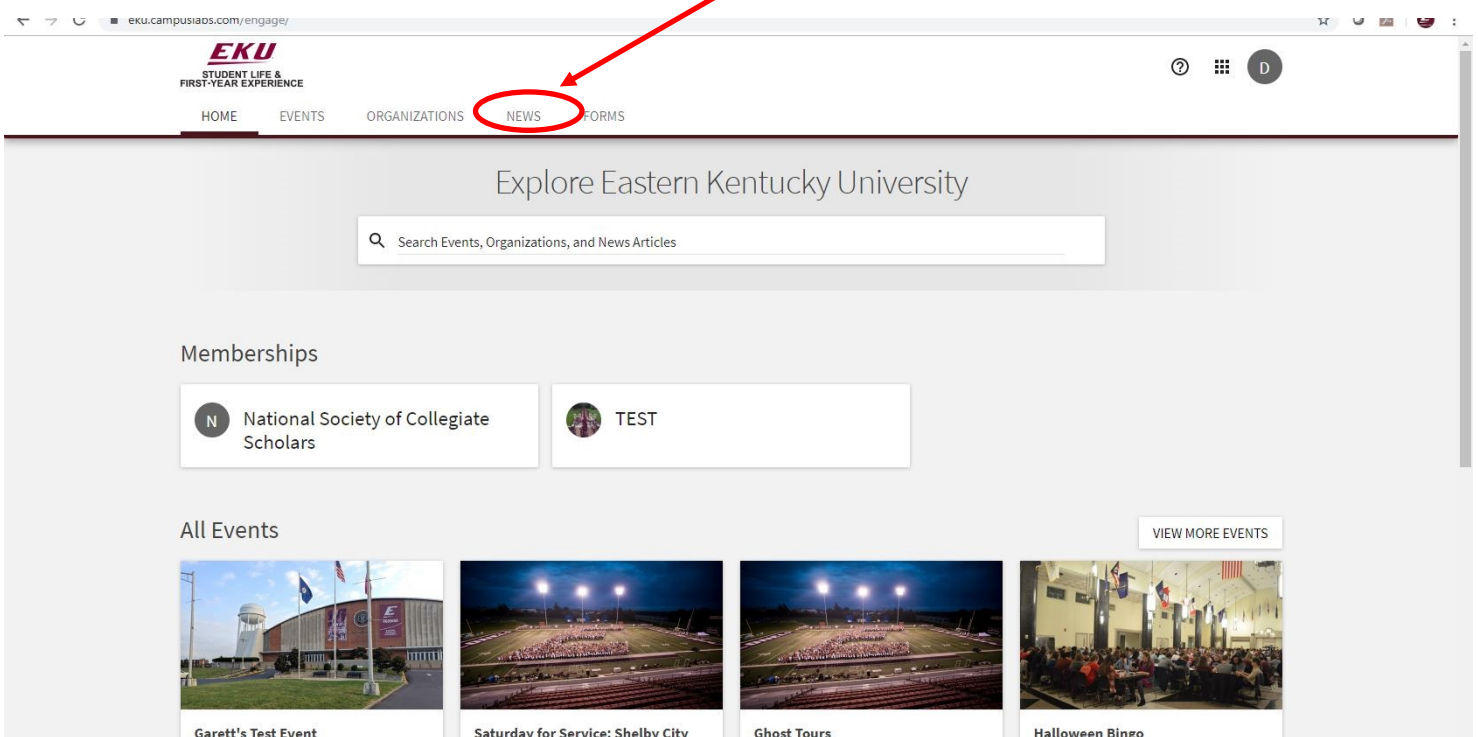 eku.campuslabs.com/engage/
EKU
STUDENT LIFE &
FIRST-YEAR EXPERIENCE
D
HOME EVENTS ORGANIZATIONS NEWS FORMS
Explore Eastern Kentucky University
Search Events, Organizations, and News Articles
Memberships
N National Society of Collegiate
Scholars
TEST
All Events
VIEW MORE EVENTS
Garett's Test Event
Saturday for Service: Shelby City
Ghost Tours
Halloween Bingo